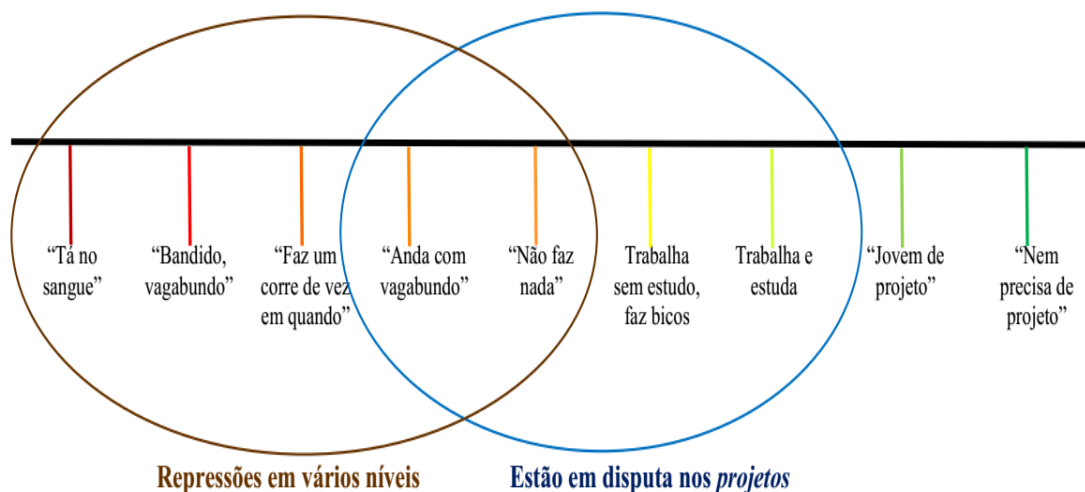 “Tá no
sangue”
“Bandido,
vagabundo”
“Faz um
corre de vez
em quando”
“Anda com
vagabundo”
“Não faz
nada”
Trabalha
sem estudo,
faz bicos
Trabalha e
estuda
“Jovem de
projeto”
“Nem
precisa de
projeto”
Repressões em vários níveis
Estão em disputa nos projetos